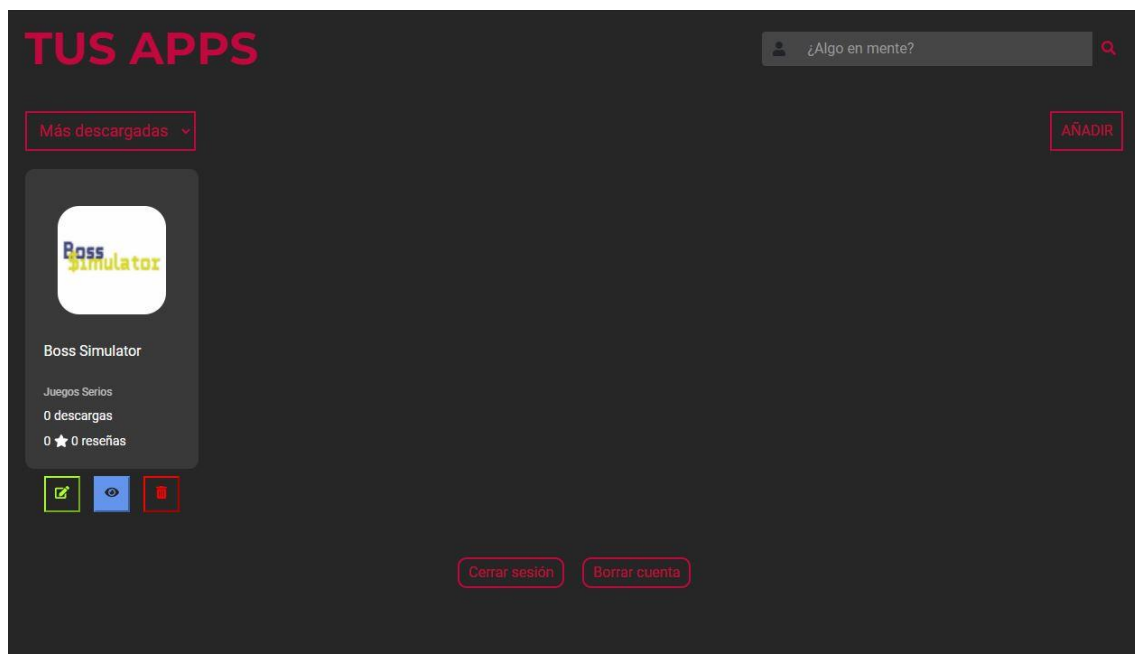 TUS APPS
¿Algo en mente?
Más descargadas
AÑADIR
Boss
Simulator
Boss Simulator
Juegos Serios
0 descargas
0 0 reseñas
Cerrar sesión
Borrar cuenta